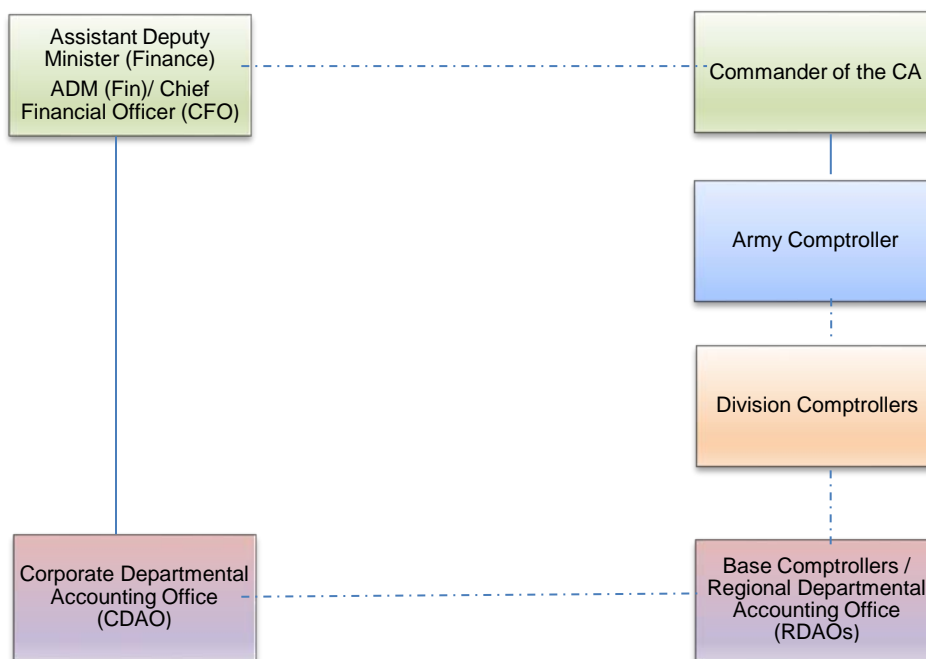 Assistant Deputy
Minister (Finance)
ADM (Fin)/ Chief
Financial Officer (CFO)
Commander of the CA
Army Comptroller
Division Comptrollers
Corporate Departmental
Accounting Office
(CDAO)
Base Comptrollers /
Regional Departmental
Accounting Office
(RDAOs)